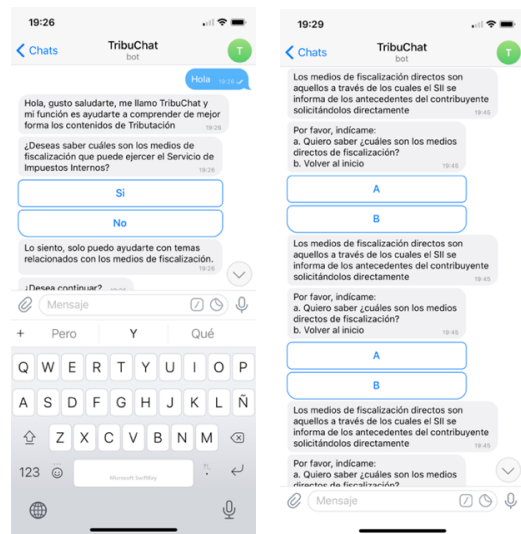 19:26
Chats
TribuChat
bot
T
Hola 19:26
Hola, gusto saludarte, me llamo TribuChat y
mi función es ayudarte a comprender de mejor
forma los contenidos de Tributación 19:26
¿Deseas saber cuáles son los medios de
fiscalización que puede ejercer el Servicio de
Impuestos Internos? 19:26
Si
No
Lo siento, solo puedo ayudarte con temas
relacionados con los medios de fiscalización.
19:26
¿Desea continuar? 19:26
Mensaje
+ Pero Y Qué
Q W E R T Y U I O P
A S D F G H J K L Ñ
Z X C V B N M
123 Microsoft SwiftKey
19:29
Chats
TribuChat
bot
T
Los medios de fiscalización directos son
aquellos a través de los cuales el SII se
informa de los antecedentes del contribuyente
solicitándolos directamente 19:45
Por favor, indícame:
a. Quiero saber ¿cuáles son los medios
directos de fiscalización?
b. Volver al inicio 19:45
A
B
Los medios de fiscalización directos son
aquellos a través de los cuales el SII se
informa de los antecedentes del contribuyente
solicitándolos directamente 19:45
Por favor, indícame:
a. Quiero saber ¿cuáles son los medios
directos de fiscalización?
b. Volver al inicio 19:45
A
B
Los medios de fiscalización directos son
aquellos a través de los cuales el SII se
informa de los antecedentes del contribuyente
solicitándolos directamente 19:45
Por favor, indícame:
a. Quiero saber ¿cuáles son los medios
directos de fiscalización?
Mensaje